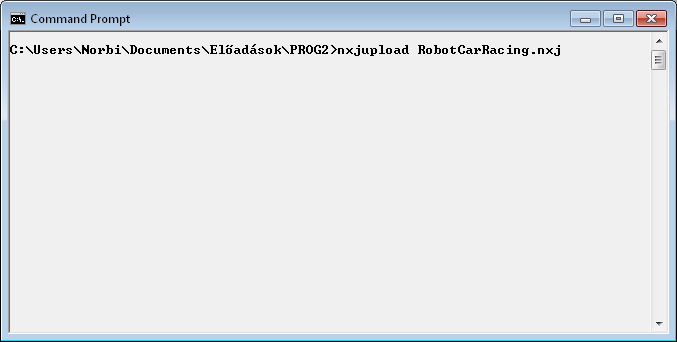 Command Prompt
C:\Users\Norbi\Documents\Előadások\PROG2>nxjupload RobotCarRacing.nxj